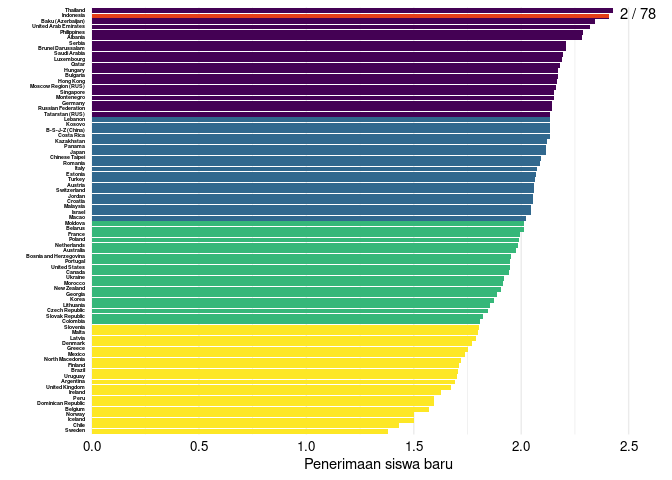 Thailand
Indonesia
2 / 78
Baku (Azerbaijan)
United Arab Emirates
Philippines
Albania
Serbia
Brunei Darussalam
Saudi Arabia
Luxembourg
Qatar
Hungary
Bulgaria
Hong Kong
Moscow Region (RUS)
Singapore
Montenegro
Germany
Russian Federation
Tatarstan (RUS)
Lebanon
Kosovo
B-S-J-Z (China)
Costa Rica
Kazakhstan
Panama
Japan
Chinese Taipei
Romania
Italy
Estonia
Turkey
Austria
Switzerland
Jordan
Croatia
Malaysia
Israel
Macao
Moldova
Belarus
France
Poland
Netherlands
Australia
Bosnia and Herzegovina
Portugal
United States
Canada
Ukraine
Morocco
New Zealand
Georgia
Korea
Lithuania
Czech Republic
Slovak Republic
Colombia
Slovenia
Malta
Latvia
Denmark
Greece
Mexico
North Macedonia
Finland
Brazil
Uruguay
Argentina
United Kingdom
Ireland
Peru
Dominican Republic
Belgium
Norway
Iceland
Chile
Sweden
0.0 0.5 1.0 1.5 2.0 2.5
Penerimaan siswa baru